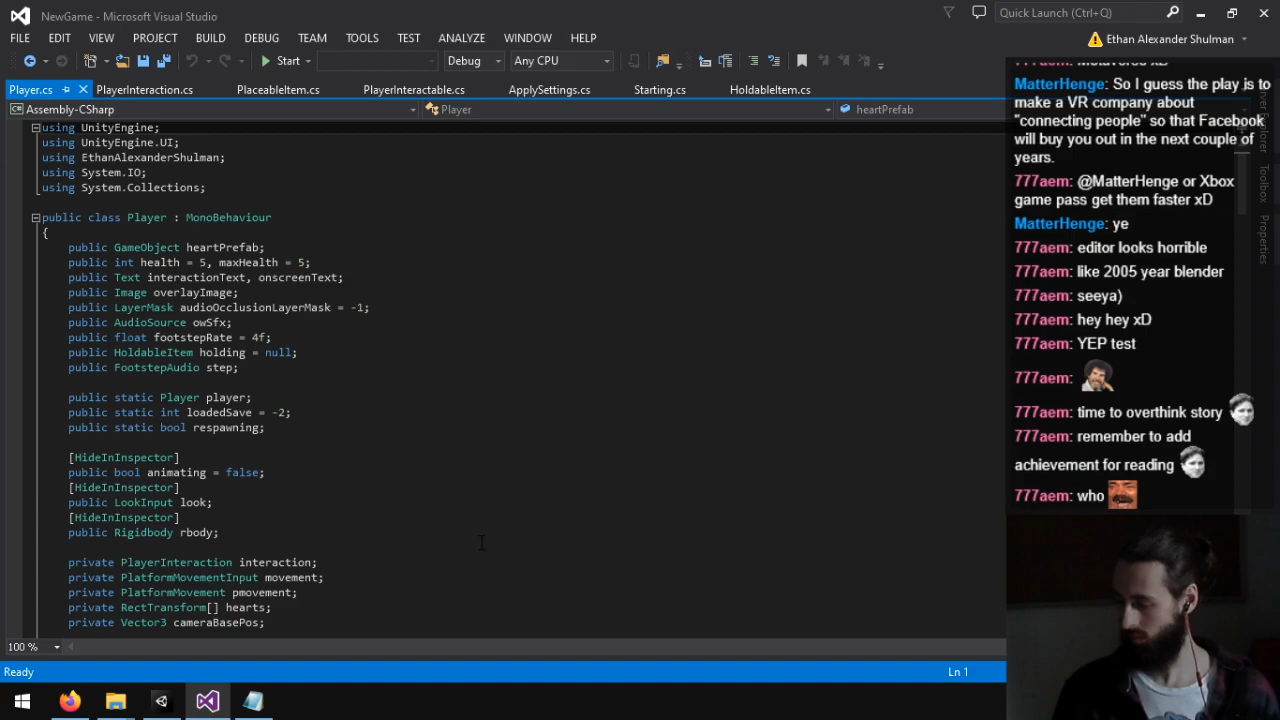 NewGame - Microsoft Visual Studio
Quick Launch (Ctrl+Q)
FILE EDIT VIEW PROJECT BUILD DEBUG TEAM TOOLS TEST ANALYZE WINDOW HELP
Ethan Alexander Shulman
Start Debug Any CPU
Player.cs PlayerInteraction.cs PlaceableItem.cs PlayerInteractable.cs ApplySettings.cs Starting.cs HoldableItem.cs
Assembly-CSharp Player heartPrefab
using UnityEngine;
using UnityEngine.UI;
using EthanAlexanderShulman;
using System.IO;
using System.Collections;
public class Player : MonoBehaviour
{
public GameObject heartPrefab;
public int health = 5, maxHealth = 5;
public Text interactionText, onscreenText;
public Image overlayImage;
public LayerMask audioOcclusionLayerMask = -1;
public AudioSource owSfx;
public float footstepRate = 4f;
public HoldableItem holding = null;
public FootstepAudio step;
public static Player player;
public static int loadedSave = -2;
public static bool respawning;
[HideInInspector]
public bool animating = false;
[HideInInspector]
public LookInput look;
[HideInInspector]
public Rigidbody rbody;
private PlayerInteraction interaction;
private PlatformMovementInput movement;
private PlatformMovement pmovement;
private RectTransform[] hearts;
private Vector3 cameraBasePos;
100 %
Ready Ln 1
MatterHenge: So I guess the play is to
make a VR company about
"connecting people" so that Facebook
will buy you out in the next couple of
years.
777aem: @MatterHenge or Xbox
game pass get them faster xD
MatterHenge: ye
777aem: editor looks horrible
777aem: like 2005 year blender
777aem: seeya)
777aem: hey hey xD
777aem: YEP test
777aem:
777aem: time to overthink story
777aem: remember to add
achievement for reading
777aem: who
Server Explorer
Toolbox
Properties